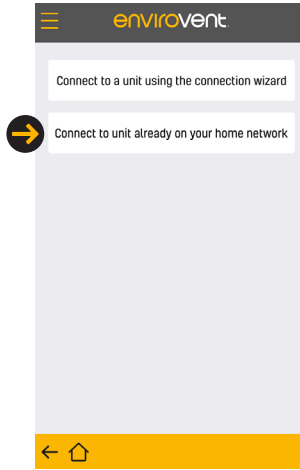 envirovent.
Connect to a unit using the connection wizard
Connect to unit already on your home network